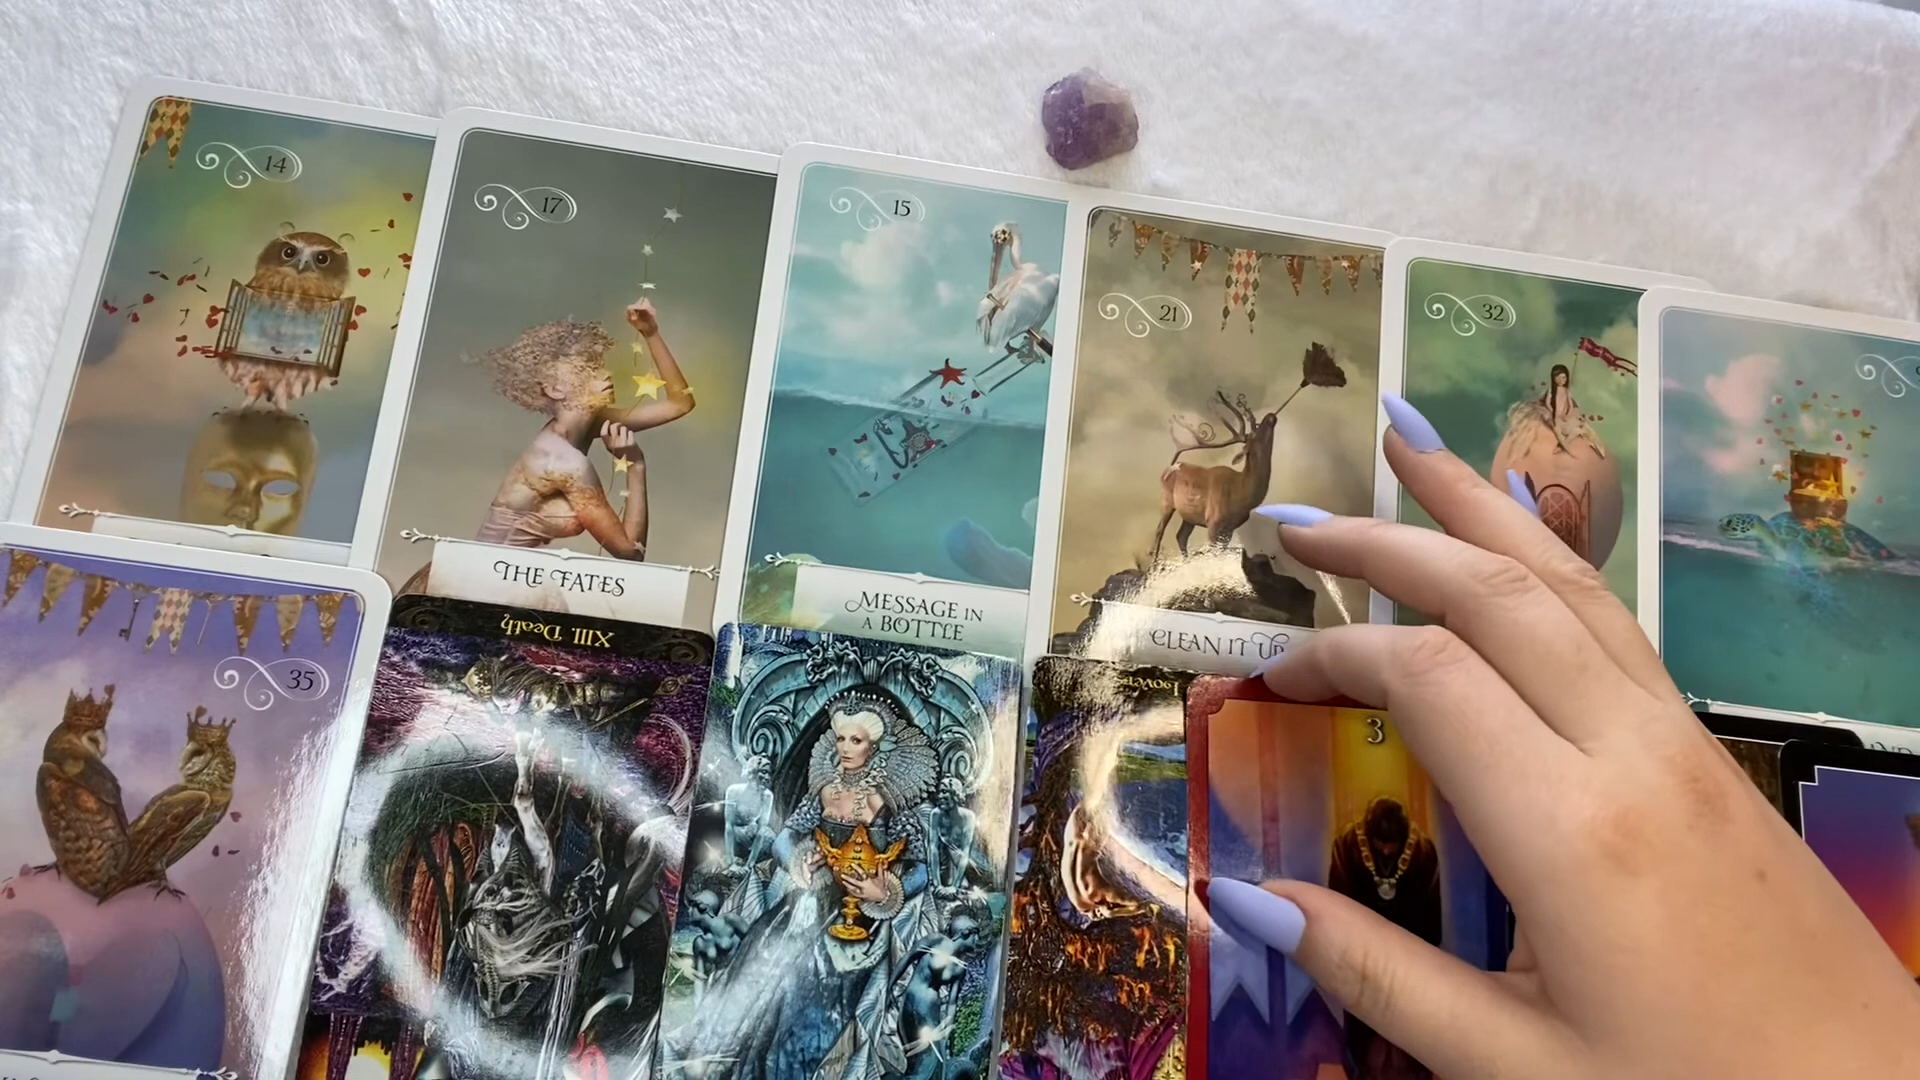 14
17
15
21
32
THE FATES
MESSAGE IN
A BOTTLE
CLEAN IT UP
35
XIII. Death
3